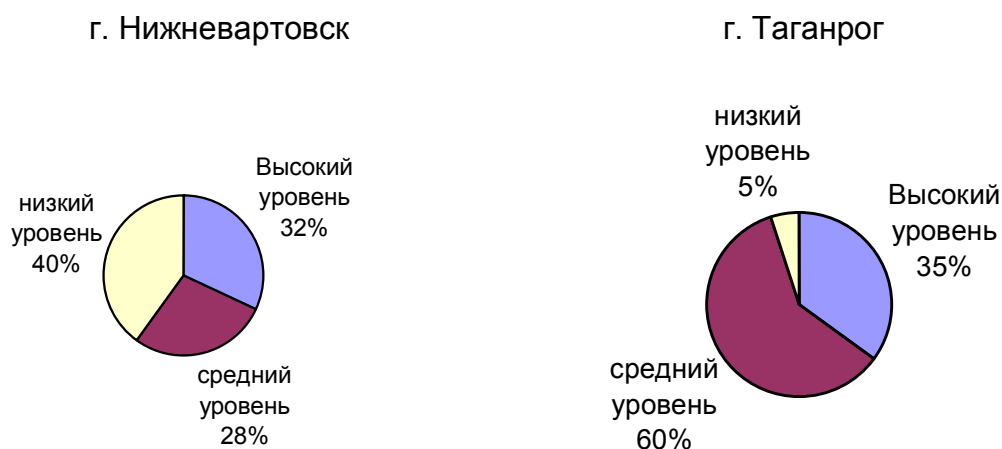 г. Нижневартовск
Высокий
уровень
32%
средний
уровень
28%
низкий
уровень
40%
г. Таганрог
Высокий
уровень
35%
средний
уровень
60%
низкий
уровень
5%